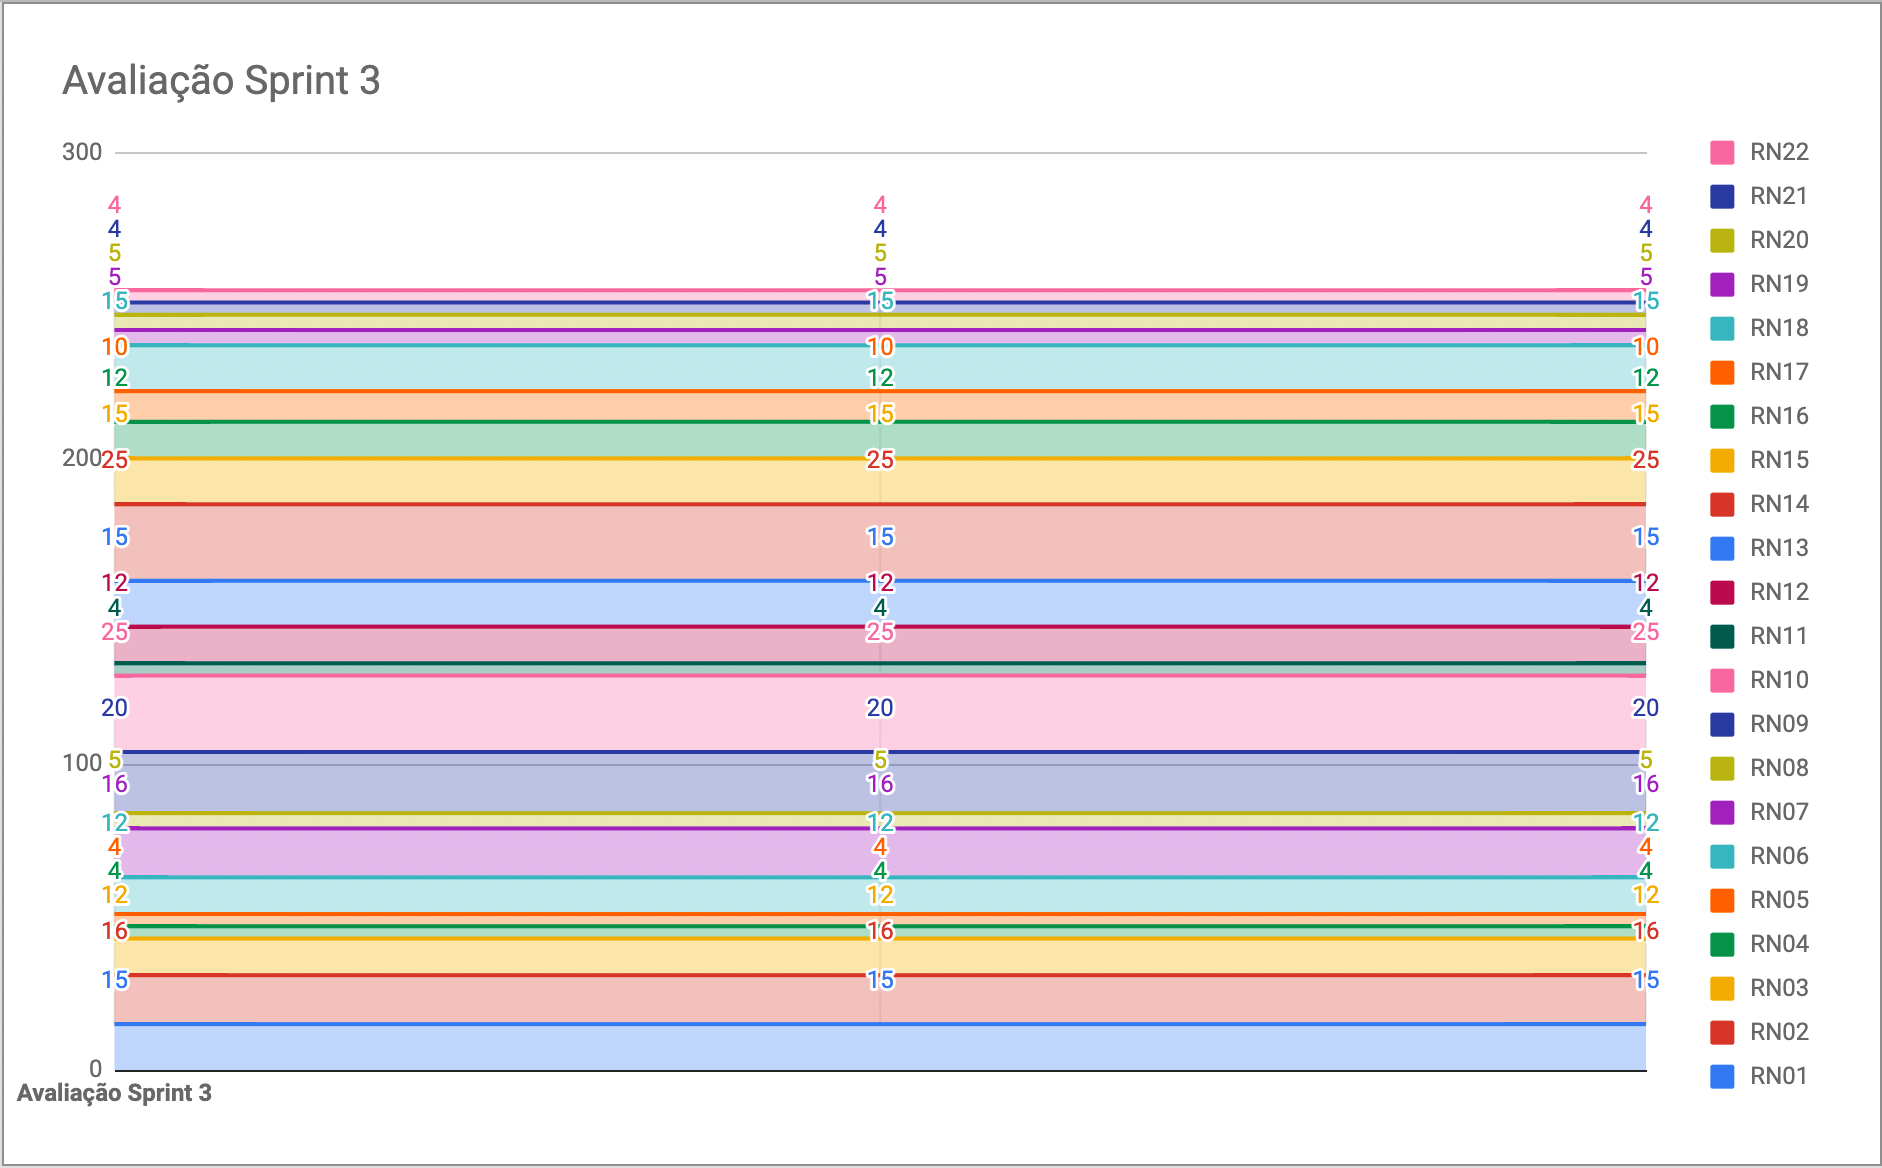 Avaliação Sprint 3
300
4 4 4
4 4 4
5 5 5
5 5 5
15 15 15
10 10 10
12 12 12
15 15 15
200 25 25 25
15 15 15
12 12 12
4 4 4
25 25 25
20 20 20
100 5 5 5
16 16 16
12 12 12
4 4 4
4 4 4
12 12 12
16 16 16
15 15 15
0
Avaliação Sprint 3
RN22
RN21
RN20
RN19
RN18
RN17
RN16
RN15
RN14
RN13
RN12
RN11
RN10
RN09
RN08
RN07
RN06
RN05
RN04
RN03
RN02
RN01